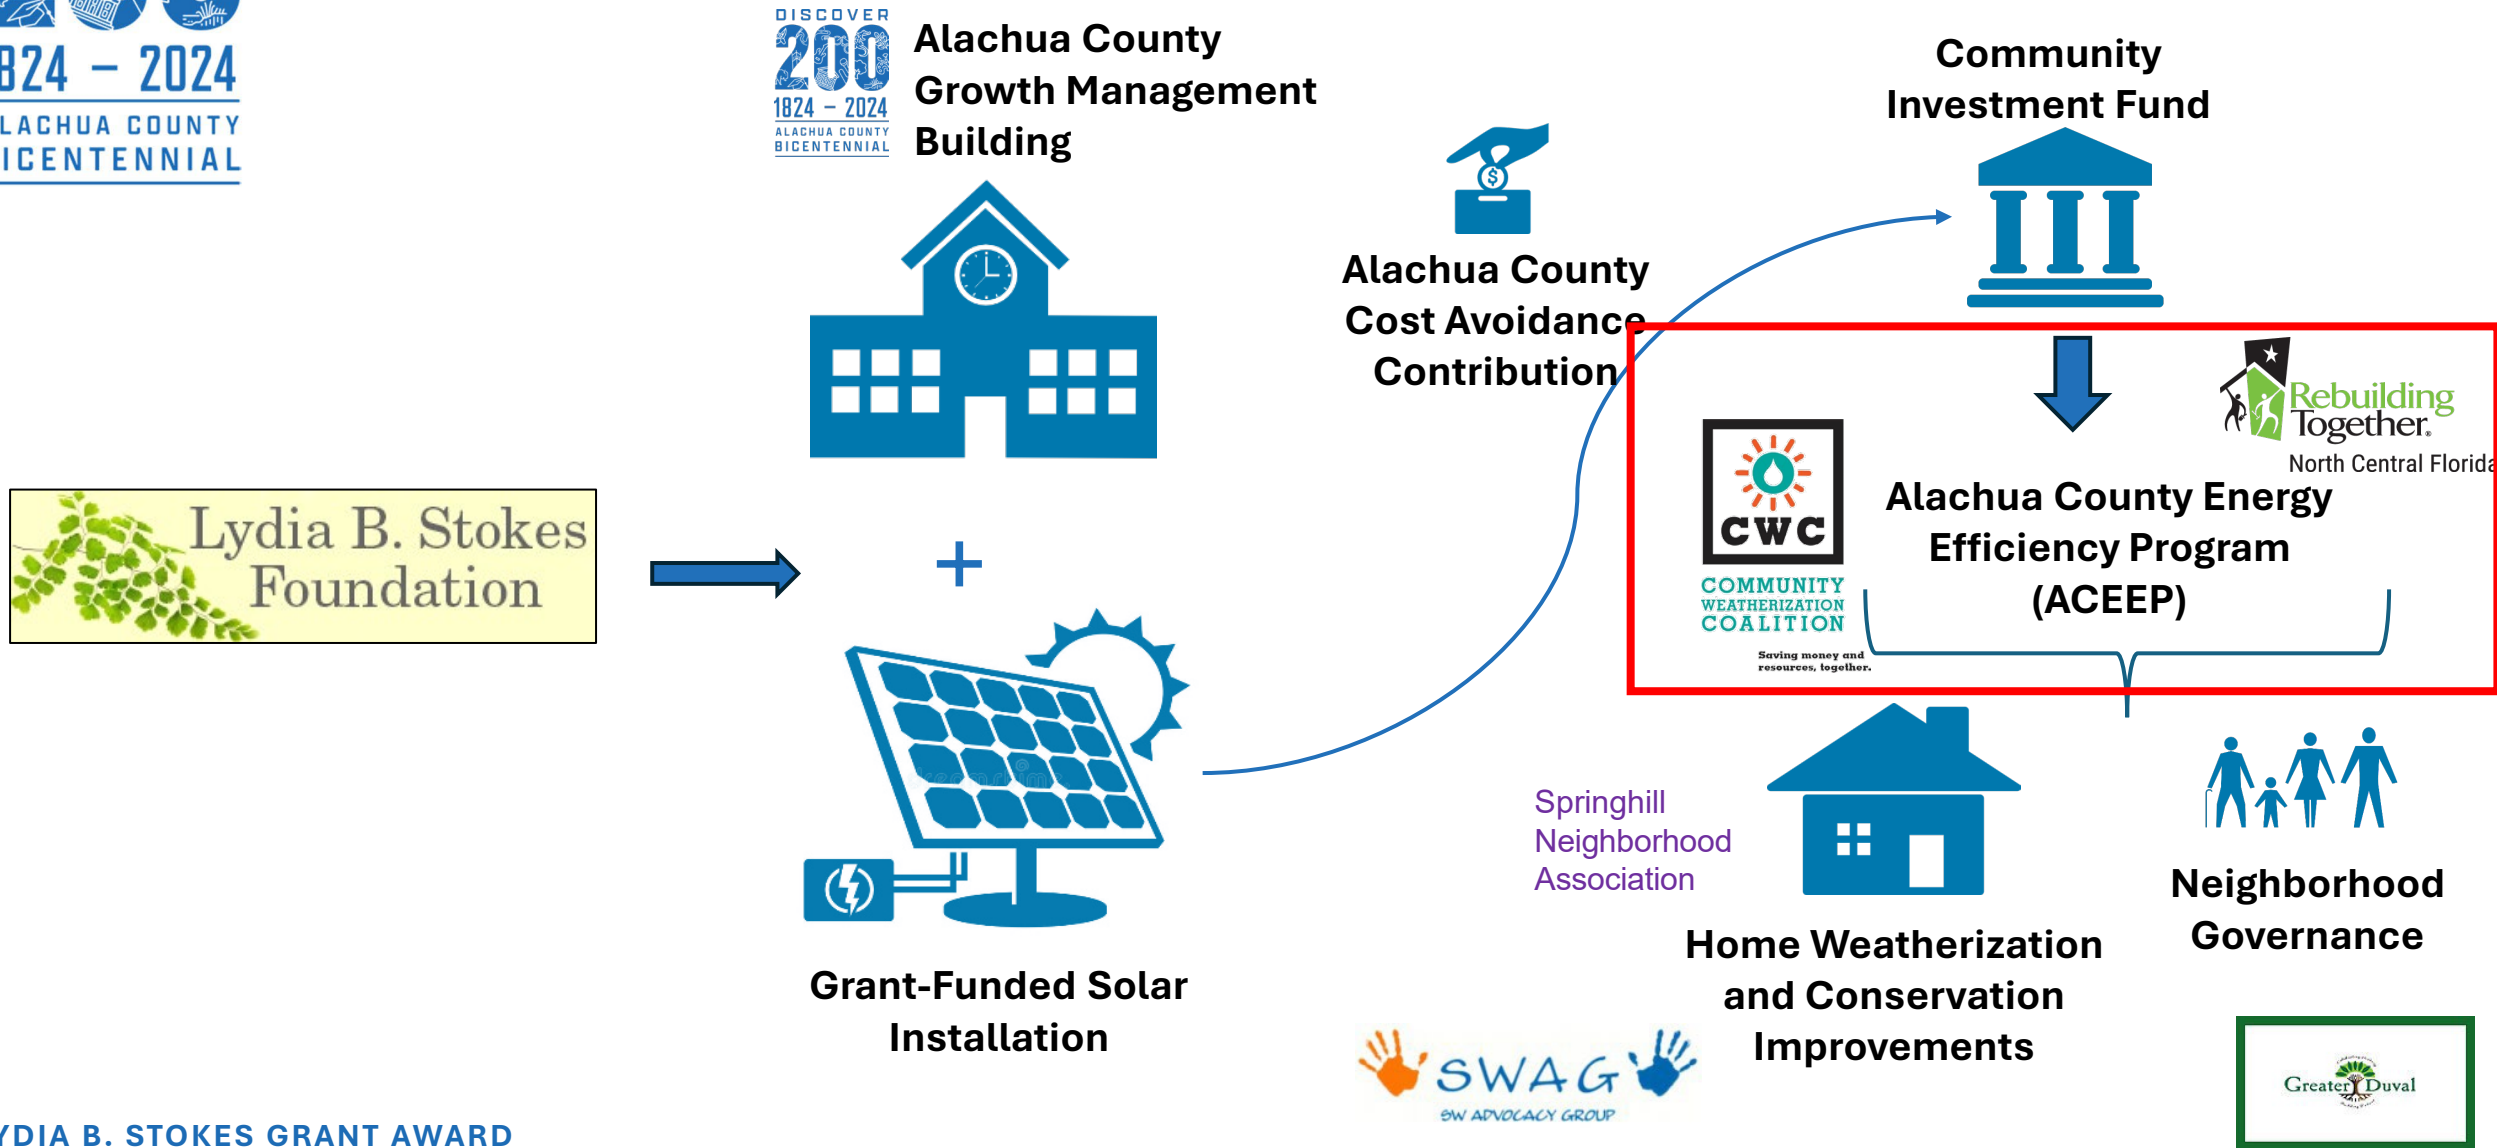 824 – 2024
LACHUA COUNTY
ICENTENNIAL
DISCOVER
200
1824 – 2024
ALACHUA COUNTY
BICENTENNIAL
Alachua County
Growth Management
Building
Alachua County
Cost Avoidance
Contribution
Community
Investment Fund
Rebuilding
Together®
North Central Florida
CWC
COMMUNITY
WEATHERIZATION
COALITION
Saving money and
resources, together.
Alachua County Energy
Efficiency Program
(ACEEP)
Lydia B. Stokes
Foundation
+
Grant-Funded Solar
Installation
Springhill
Neighborhood
Association
Home Weatherization
and Conservation
Improvements
Neighborhood
Governance
SWAG
SW ADVOCACY GROUP
Greater Duval
YDIA B. STOKES GRANT AWARD